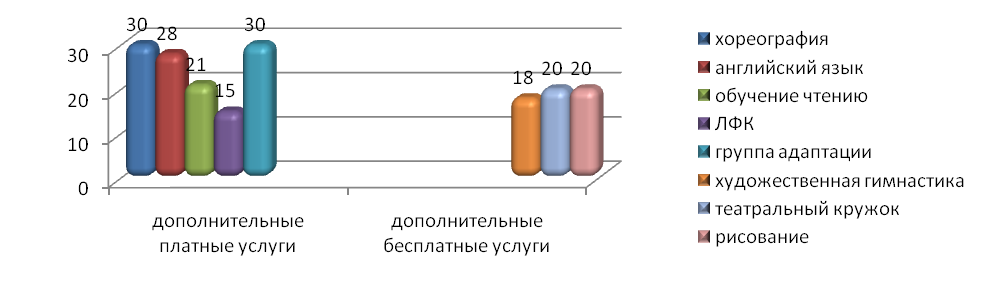 30
28
21
15
30
18
20
20
30
20
10
0
дополнительные
платные услуги
дополнительные
бесплатные услуги
хореография
английский язык
обучение чтению
ЛФК
группа адаптации
художественная гимнастика
театральный кружок
рисование